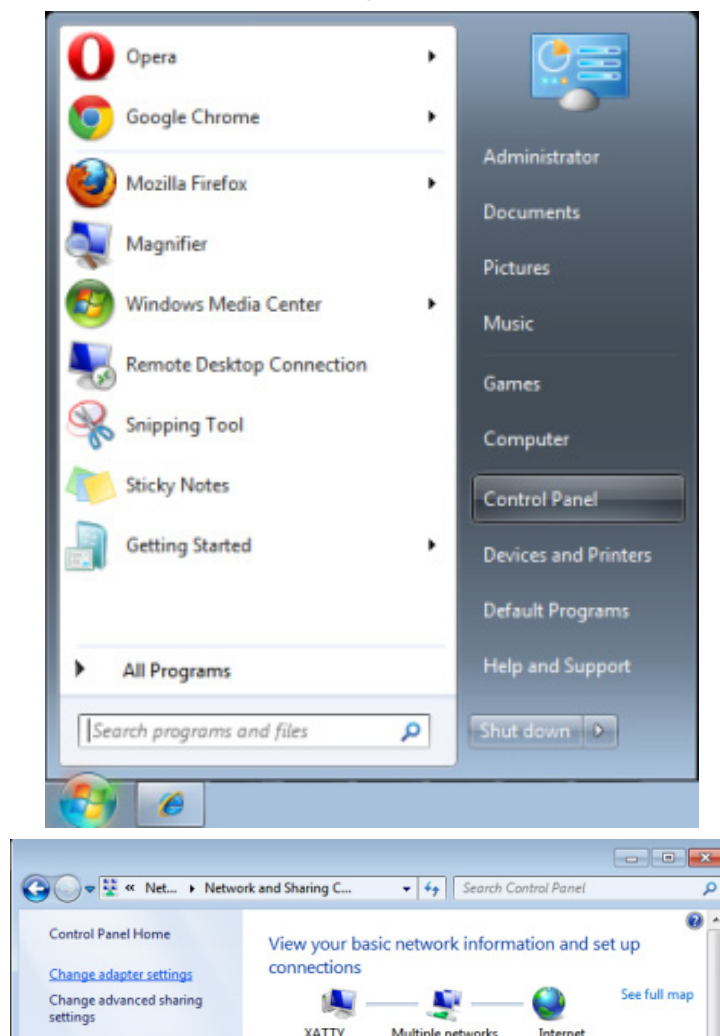 Opera
Google Chrome
Mozilla Firefox
Magnifier
Windows Media Center
Remote Desktop Connection
Snipping Tool
Sticky Notes
Getting Started
All Programs
Search programs and files
Administrator
Documents
Pictures
Music
Games
Computer
Control Panel
Devices and Printers
Default Programs
Help and Support
Shut down
« Net... ▸ Network and Sharing C...
Search Control Panel
Control Panel Home
Change adapter settings
Change advanced sharing
settings
View your basic network information and set up
connections
See full map
XATTY Multiple networks Internet